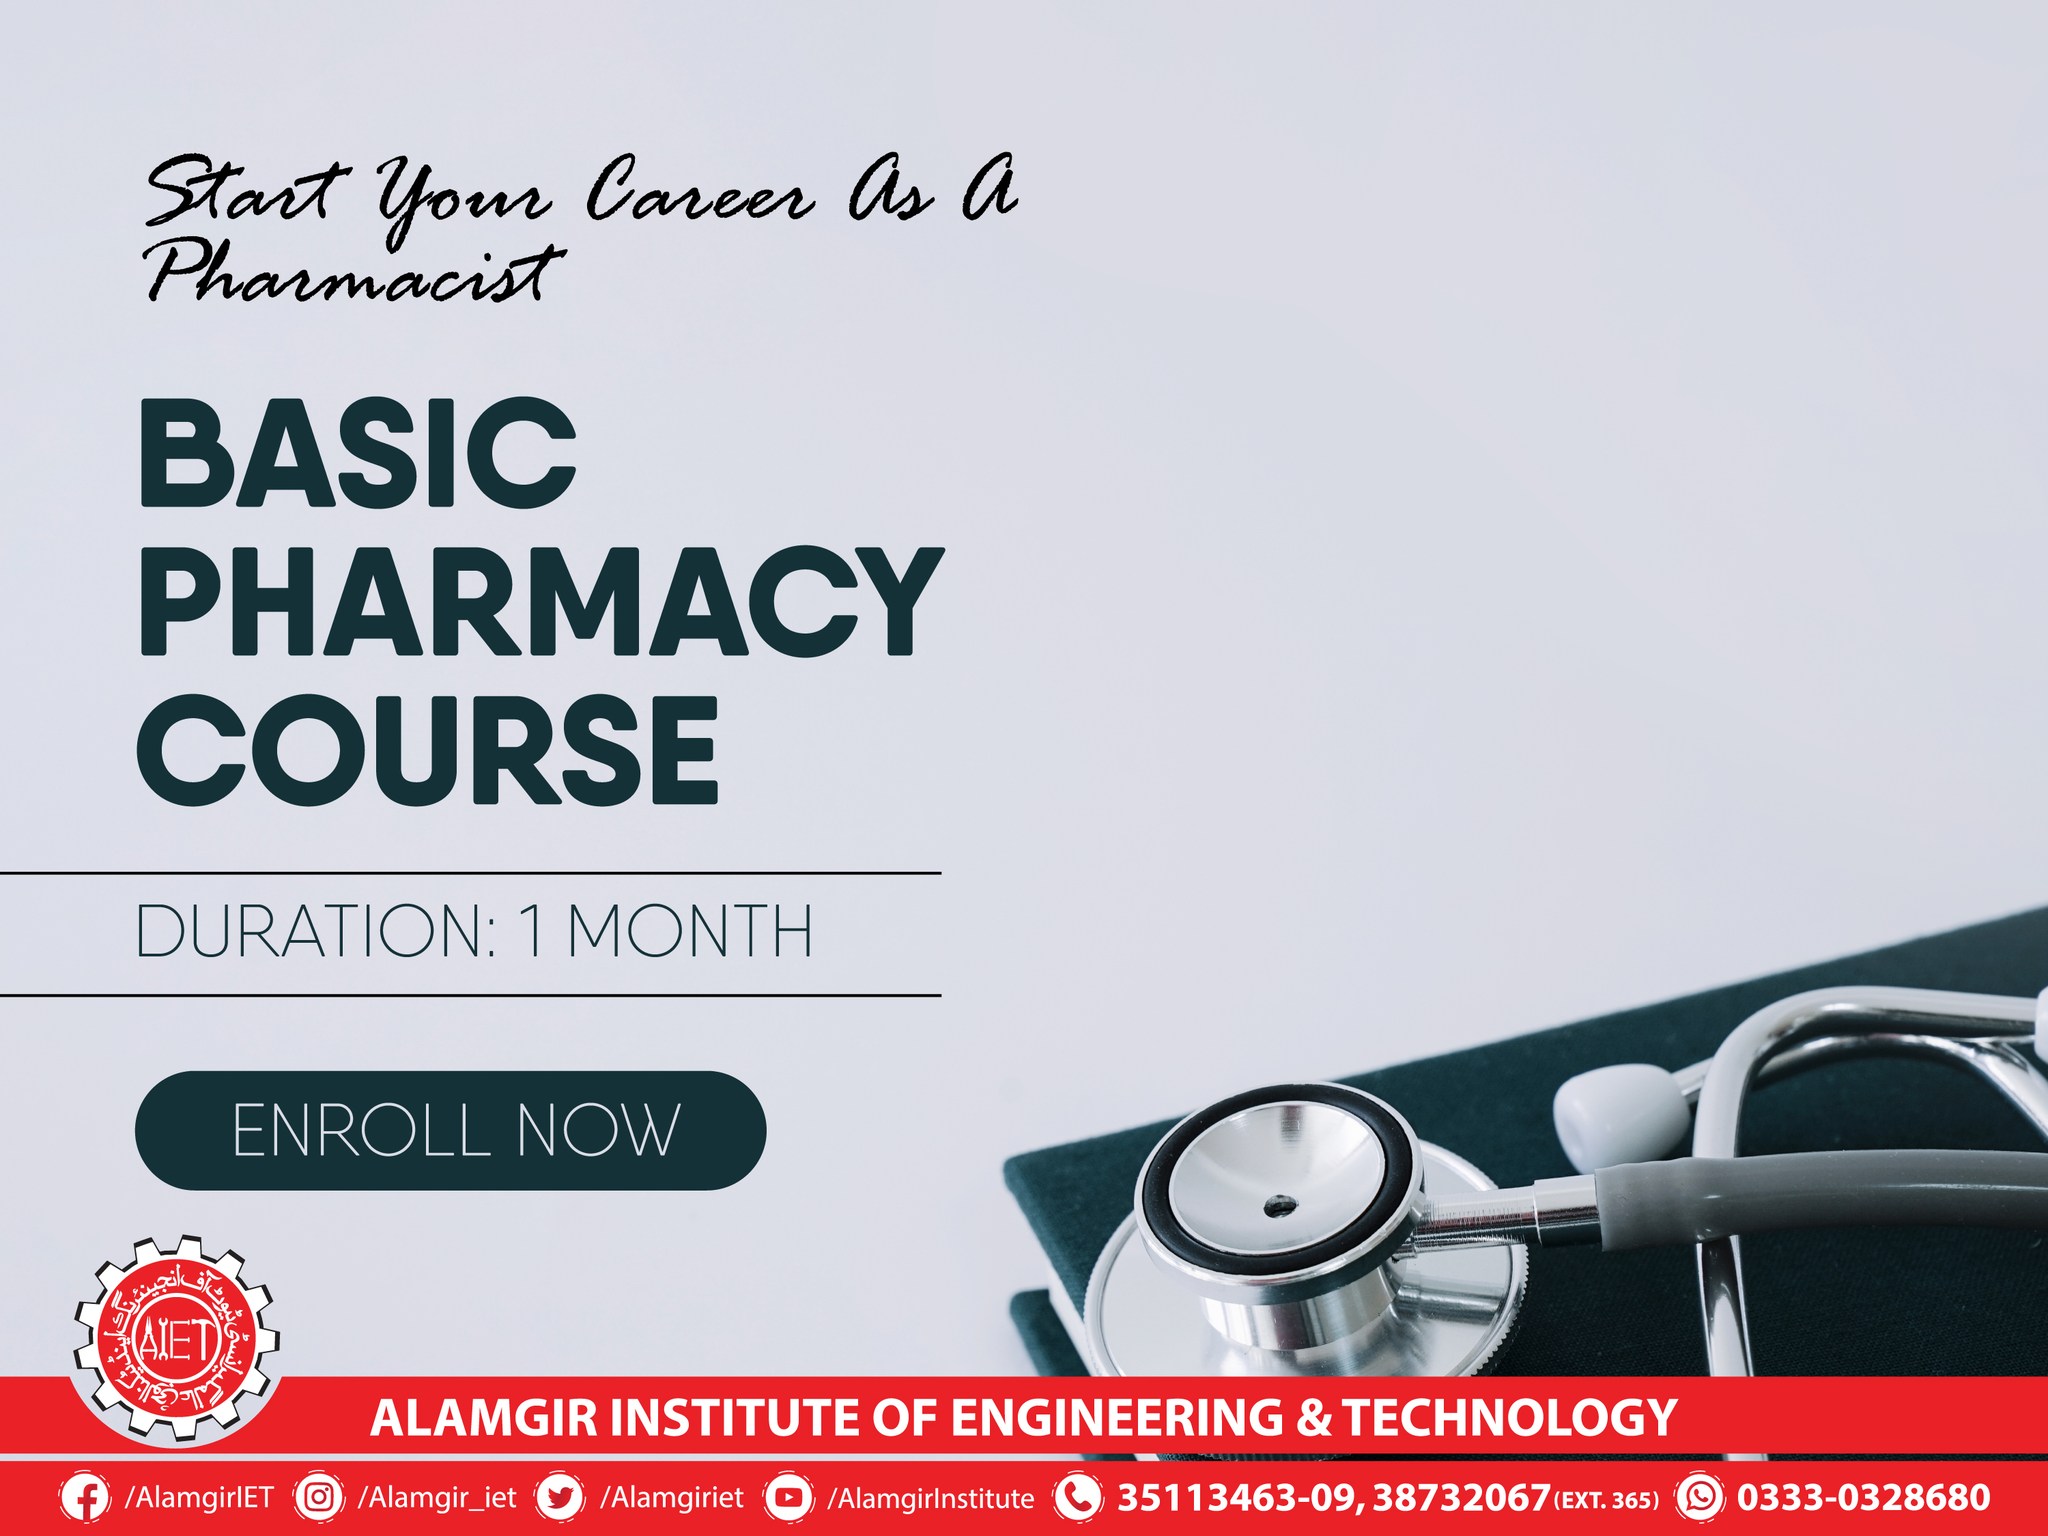 Start Your Career As A
Pharmacist
BASIC
PHARMACY
COURSE
DURATION: 1 MONTH
ENROLL NOW
AIET
ALAMGIR INSTITUTE OF ENGINEERING & TECHNOLOGY
/AlamgirIET /Alamgir_iet /Alamgiriet /AlamgirInstitute 35113463-09, 38732067 (EXT. 365) 0333-0328680